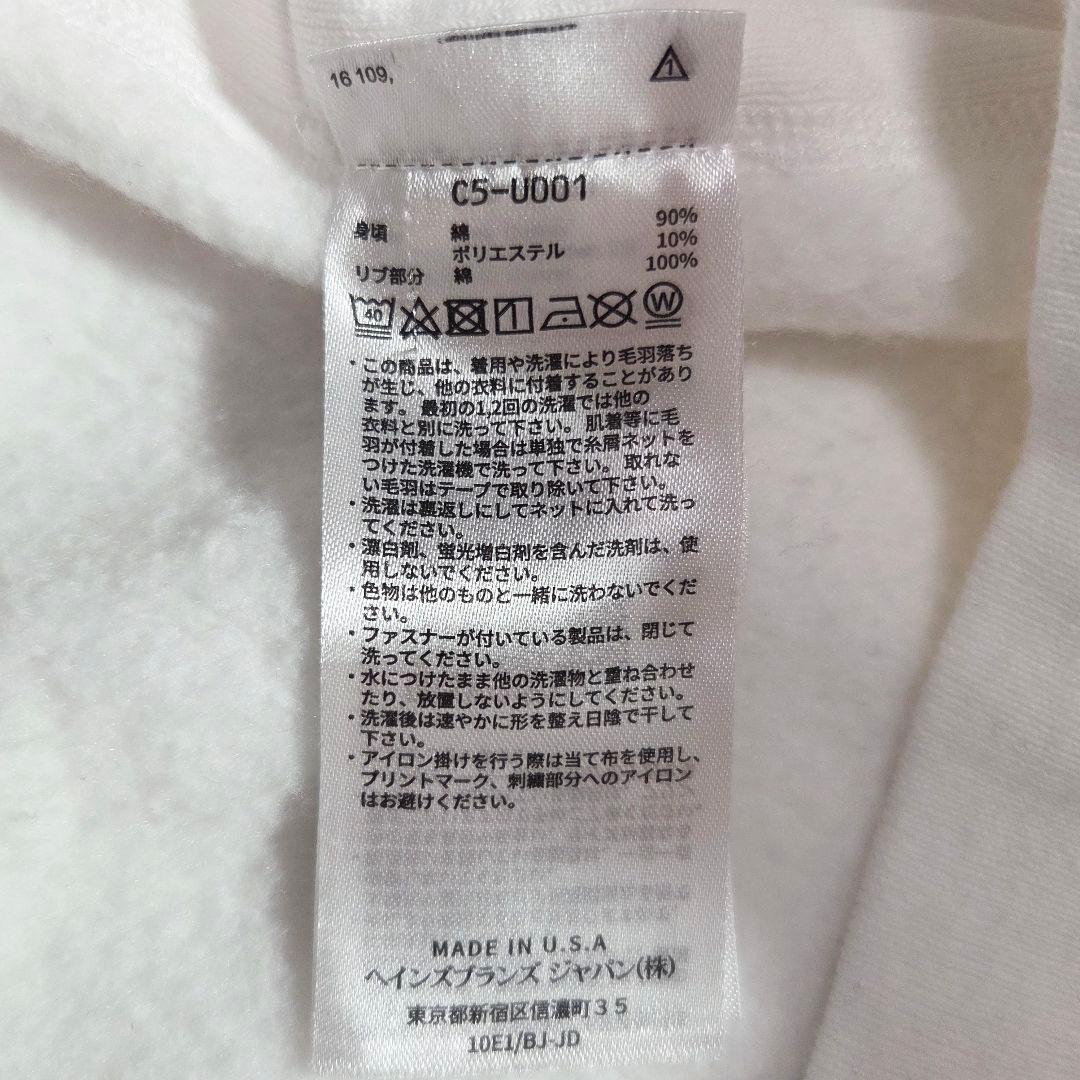 16 109,
1
C5-U001
身頃 綿 90%
ポリエステル 10%
リブ部分 綿 100%
40 W
・この商品は、着用や洗濯により毛羽落ち
が生じ、他の衣料に付着することがあり
ます。 最初の1,2回の洗濯では他の
衣料と別に洗って下さい。 肌着等に毛
羽が付着した場合は単独で糸屑ネットを
つけた洗濯機で洗って下さい。 取れな
い毛羽はテープで取り除いて下さい。
・洗濯は裏返しにしてネットに入れて洗っ
てください。
・漂白剤、蛍光増白剤を含んだ洗剤は、使
用しないでください。
・色物は他のものと一緒に洗わないでくだ
さい。
・ファスナーが付いている製品は、閉じて
洗ってください。
・水につけたまま他の洗濯物と重ね合わせ
たり、放置しないようにしてください。
・洗濯後は速やかに形を整え日陰で干して
下さい。
・アイロン掛けを行う際は当て布を使用し、
プリントマーク、刺繍部分へのアイロン
はお避けください。
MADE IN U.S.A
ヘインズブランズ ジャパン(株)
東京都新宿区信濃町３５
10E1/BJ-JD